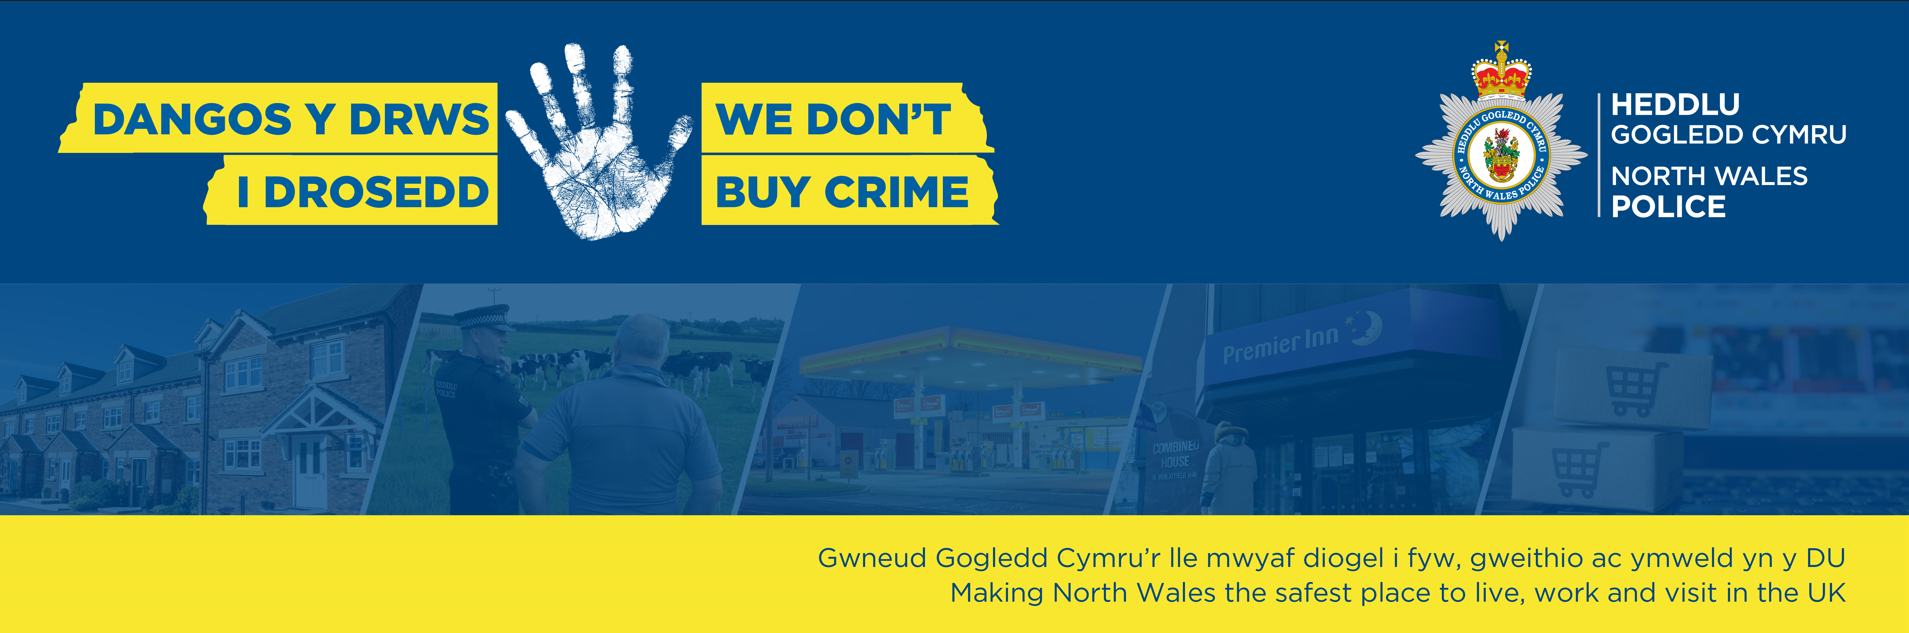 DANGOS Y DRWS
I DROSEDD
WE DON'T
BUY CRIME
HEDDLU GOGLEDD CYMRU
NORTH WALES POLICE
HEDDLU
GOGLEDD CYMRU
NORTH WALES
POLICE
HEDDLU
POLICE
Premier Inn
COMBINED
HOUSE
Gwneud Gogledd Cymru'r lle mwyaf diogel i fyw, gweithio ac ymweld yn y DU
Making North Wales the safest place to live, work and visit in the UK